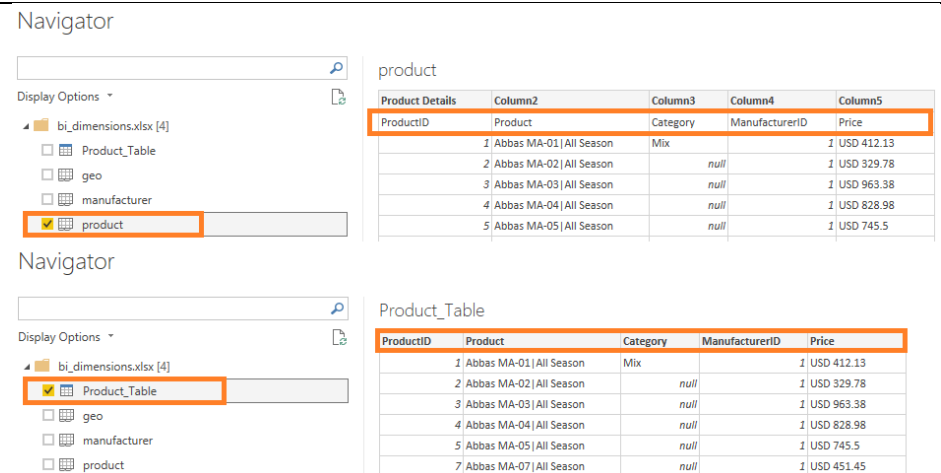 Navigator
Display Options
bi_dimensions.xlsx [4]
Product_Table
geo
manufacturer
product
product
Product Details Column2 Column3 Column4 Column5
ProductID Product Category ManufacturerID Price
1 Abbas MA-01|All Season Mix 1 USD 412.13
2 Abbas MA-02|All Season null 1 USD 329.78
3 Abbas MA-03|All Season null 1 USD 963.38
4 Abbas MA-04|All Season null 1 USD 828.98
5 Abbas MA-05|All Season null 1 USD 745.5
Navigator
Display Options
bi_dimensions.xlsx [4]
Product_Table
geo
manufacturer
product
Product_Table
ProductID Product Category ManufacturerID Price
1 Abbas MA-01|All Season Mix 1 USD 412.13
2 Abbas MA-02|All Season null 1 USD 329.78
3 Abbas MA-03|All Season null 1 USD 963.38
4 Abbas MA-04|All Season null 1 USD 828.98
5 Abbas MA-05|All Season null 1 USD 745.5
7 Abbas MA-07|All Season null 1 USD 451.45